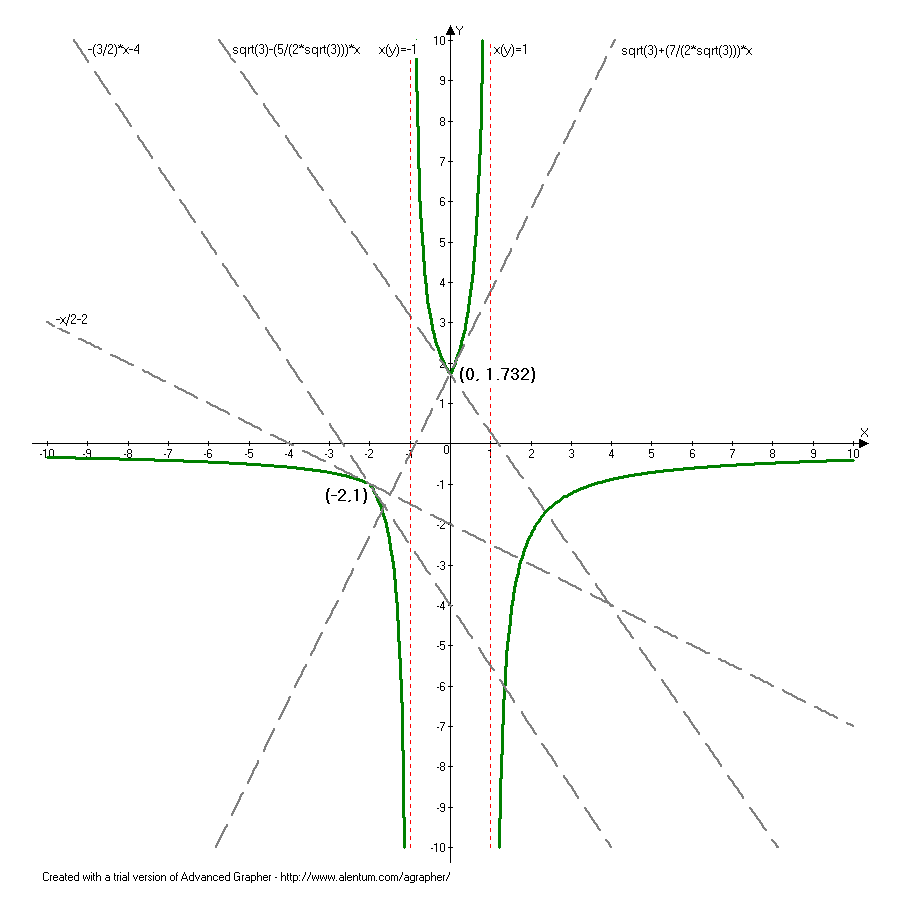 -(3/2)*x-4
sqrt(3)-(5/(2*sqrt(3)))*x
x(y)=-1
Y
x(y)=1
sqrt(3)+(7/(2*sqrt(3)))*x
10
9
8
7
6
5
4
3
2
1
-x/2-2
(0, 1.732)
X
-10 -9 -8 -7 -6 -5 -4 -3 -2 -1 0 1 2 3 4 5 6 7 8 9 10
(-2,1)
-1
-2
-3
-4
-5
-6
-7
-8
-9
-10
Created with a trial version of Advanced Grapher - http://www.alentum.com/agrapher/